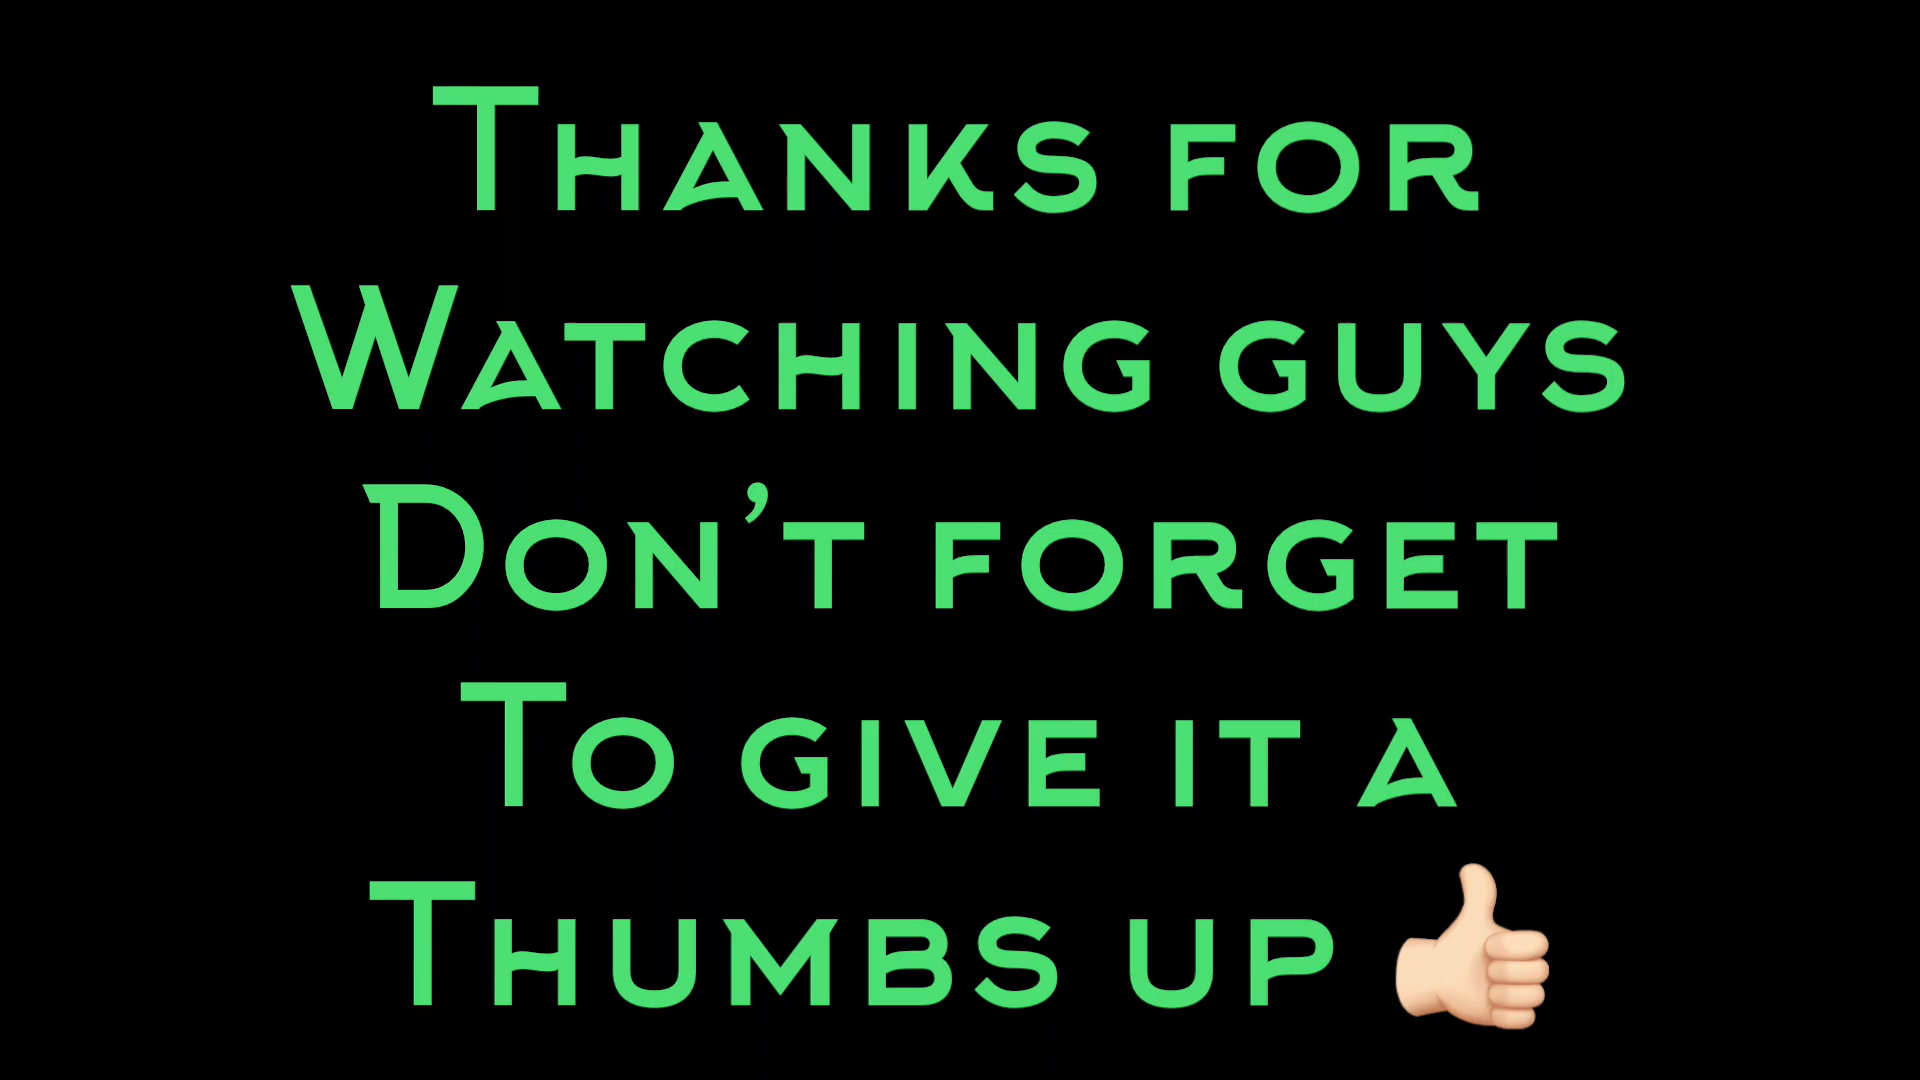 Thanks for
Watching guys
Don’t forget
To give it a
Thumbs up 👍🏻